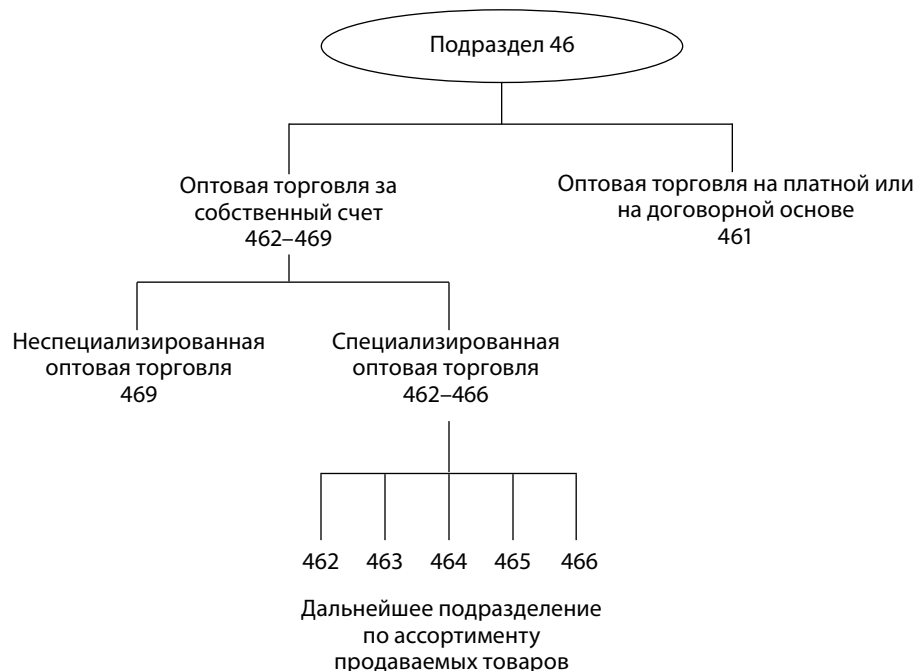 Подраздел 46
Оптовая торговля за
собственный счет
462–469
Оптовая торговля на платной или
на договорной основе
461
Неспециализированная
оптовая торговля
469
Специализированная
оптовая торговля
462–466
462 463 464 465 466
Дальнейшее подразделение
по ассортименту
продаваемых товаров